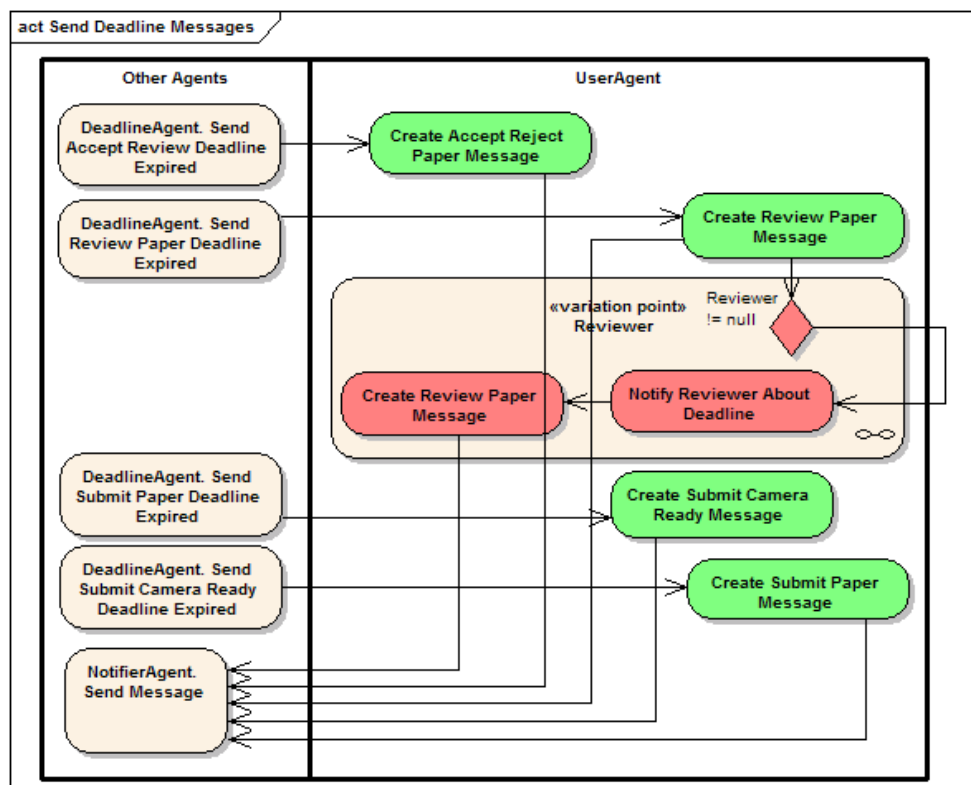 act Send Deadline Messages
Other Agents
UserAgent
DeadlineAgent. Send
Accept Review Deadline
Expired
Create Accept Reject
Paper Message
DeadlineAgent. Send
Review Paper Deadline
Expired
Create Review Paper
Message
«variation point»
Reviewer
Reviewer
!= null
Create Review Paper
Message
Notify Reviewer About
Deadline
DeadlineAgent. Send
Submit Paper Deadline
Expired
Create Submit Camera
Ready Message
DeadlineAgent. Send
Submit Camera Ready
Deadline Expired
Create Submit Paper
Message
NotifierAgent.
Send Message